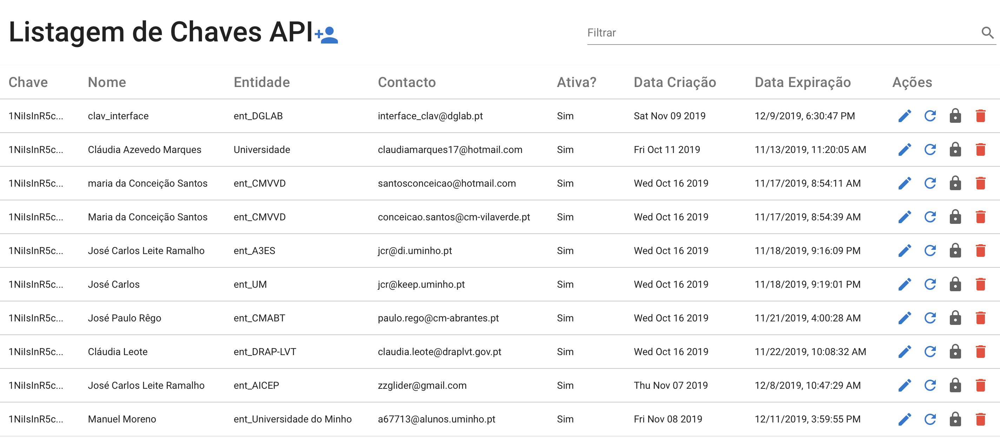 Listagem de Chaves API
Filtrar
Chave Nome Entidade Contacto Ativa? Data Criação Data Expiração Ações
1NiIsInR5c... clav_interface ent_DGLAB interface_clav@dglab.pt Sim Sat Nov 09 2019 12/9/2019, 6:30:47 PM
1NiIsInR5c... Cláudia Azevedo Marques Universidade claudiamarques17@hotmail.com Sim Fri Oct 11 2019 11/13/2019, 11:20:05 AM
1NiIsInR5c... maria da Conceição Santos ent_CMVVD santosconceicao@hotmail.com Sim Wed Oct 16 2019 11/17/2019, 8:54:11 AM
1NiIsInR5c... Maria da Conceição Santos ent_CMVVD conceicao.santos@cm-vilaverde.pt Sim Wed Oct 16 2019 11/17/2019, 8:54:39 AM
1NiIsInR5c... José Carlos Leite Ramalho ent_A3ES jcr@di.uminho.pt Sim Wed Oct 16 2019 11/18/2019, 9:16:09 PM
1NiIsInR5c... José Carlos ent_UM jcr@keep.uminho.pt Sim Wed Oct 16 2019 11/18/2019, 9:19:01 PM
1NiIsInR5c... José Paulo Rêgo ent_CMABT paulo.rego@cm-abrantes.pt Sim Wed Oct 16 2019 11/21/2019, 4:00:28 AM
1NiIsInR5c... Cláudia Leote ent_DRAP-LVT claudia.leote@draplvt.gov.pt Sim Wed Oct 16 2019 11/22/2019, 10:08:32 AM
1NiIsInR5c... José Carlos Leite Ramalho ent_AICEP zzglider@gmail.com Sim Thu Nov 07 2019 12/8/2019, 10:47:29 AM
1NiIsInR5c... Manuel Moreno ent_Universidade do Minho a67713@alunos.uminho.pt Sim Fri Nov 08 2019 12/11/2019, 3:59:55 PM